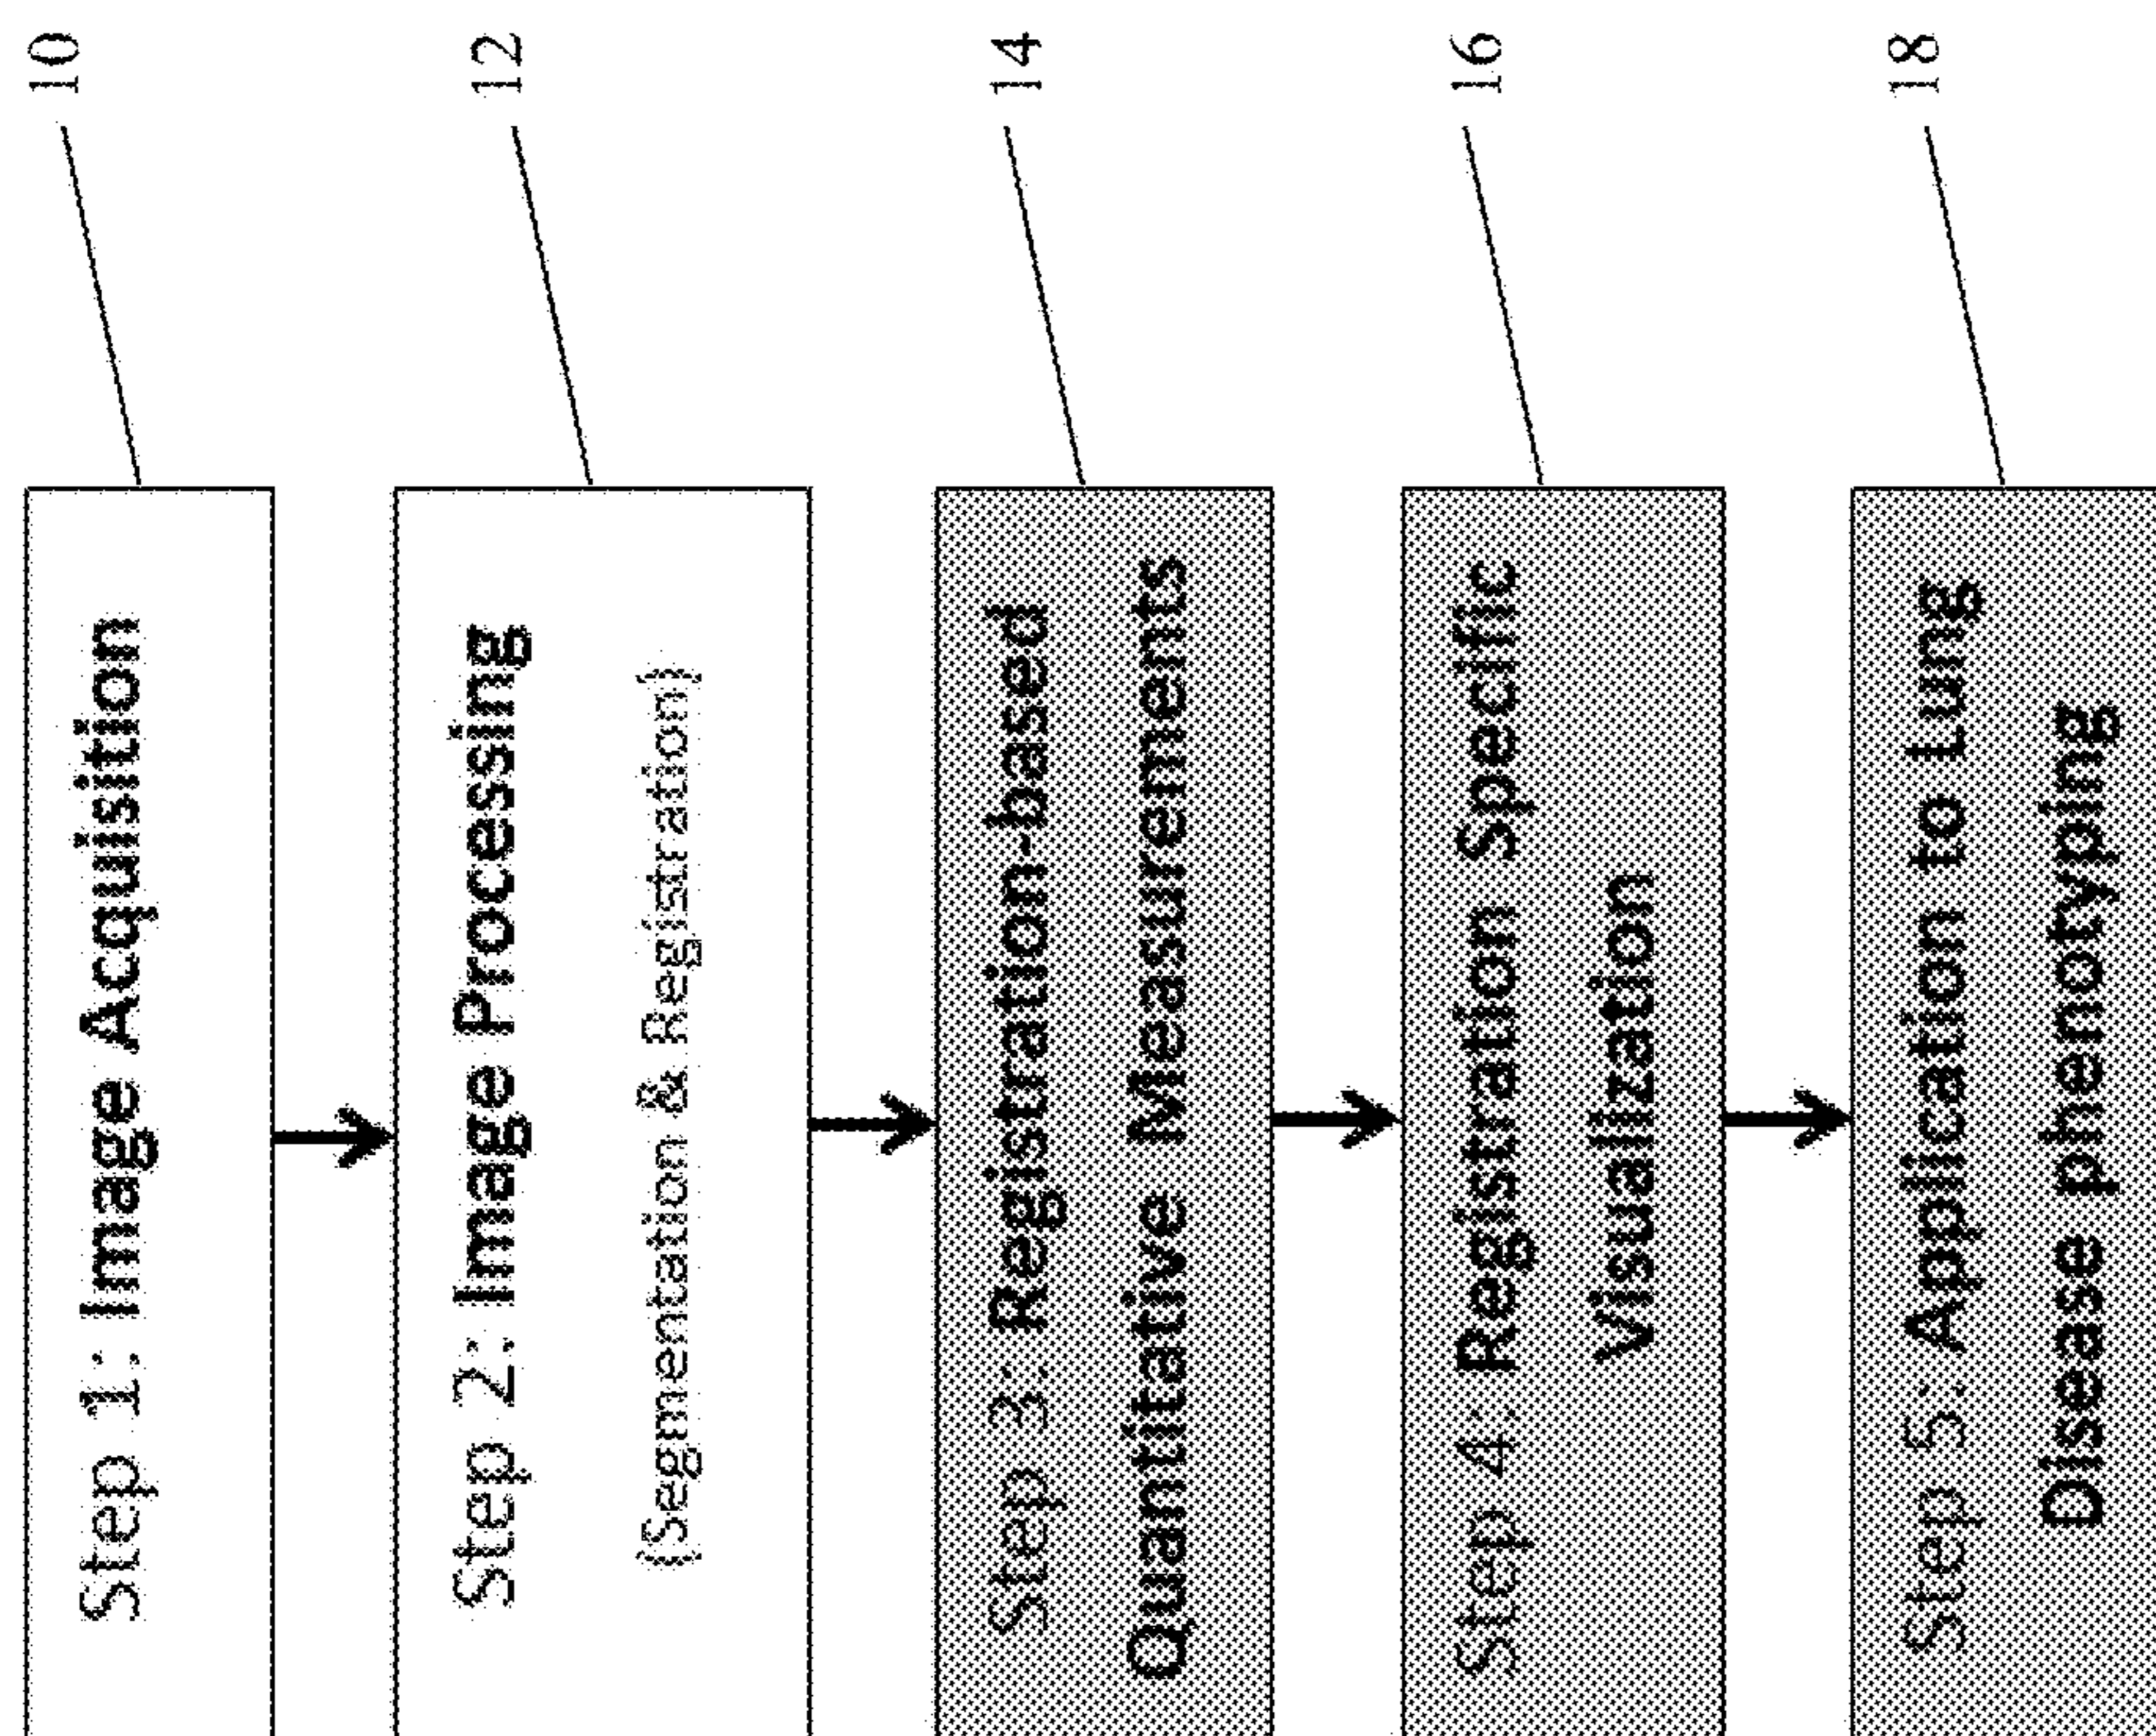 Step 1: Image Acquisition
10
Step 2: Image Processing
(Segmentation & Registration)
12
Step 3: Registration-based
Quantitative Measurements
14
Step 4: Registration Specific
Visualization
16
Step 5: Application to Lung
Disease phenotyping
18